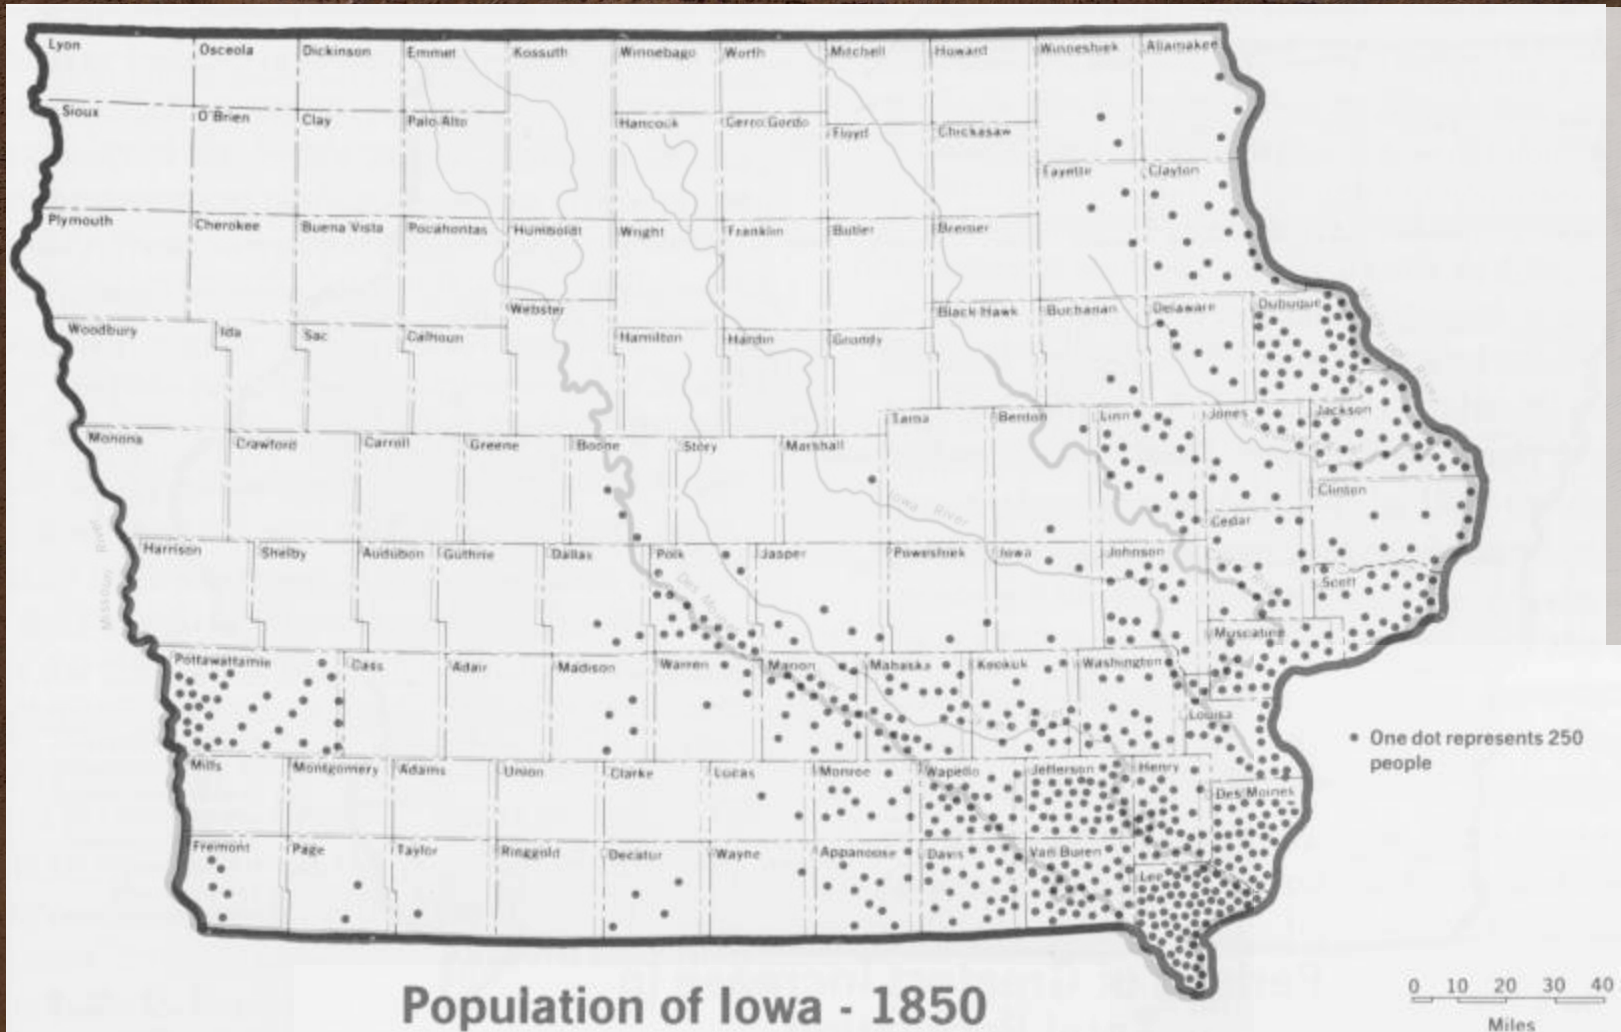 Lyon Osceola Dickinson Emmet Kossuth Winnebago Worth Mitchell Howard Winneshiek Allamakee
Sioux O'Brien Clay Palo Alto Hancock Cerro Gordo Floyd Chickasaw
Fayette Clayton
Plymouth Cherokee Buena Vista Pocahontas Humboldt Wright Franklin Butler Bremer
Webster Black Hawk Buchanan Delaware Dubuque
Mississippi River
Woodbury Ida Sac Calhoun Hamilton Hardin Grundy
Tama Benton Linn Jones Jackson
Monona Crawford Carroll Greene Boone Story Marshall
Clinton
Iowa River
Cedar
Missouri River
Harrison Shelby Audubon Guthrie Dallas Polk Jasper Poweshiek Iowa Johnson
Scott
Des Moines
Muscatine
Pottawattamie Cass Adair Madison Warren Marion Mahaska Keokuk Washington
Louisa
One dot represents 250
people
Mills Montgomery Adams Union Clarke Lucas Monroe Wapello Jefferson Henry
Des Moines
Fremont Page Taylor Ringgold Decatur Wayne Appanoose Davis Van Buren
Lee
Population of Iowa - 1850
0 10 20 30 40
Miles